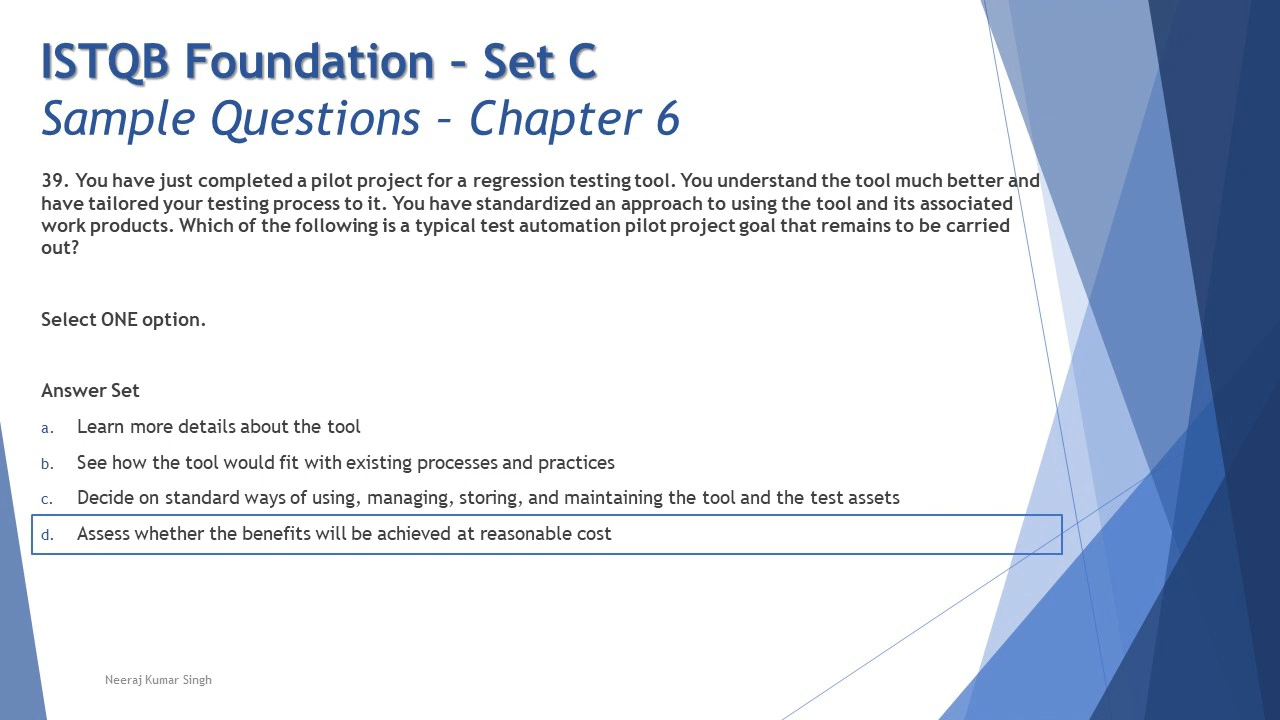 ISTQB Foundation – Set C
Sample Questions – Chapter 6
39. You have just completed a pilot project for a regression testing tool. You understand the tool much better and
have tailored your testing process to it. You have standardized an approach to using the tool and its associated
work products. Which of the following is a typical test automation pilot project goal that remains to be carried
out?
Select ONE option.
Answer Set
a. Learn more details about the tool
b. See how the tool would fit with existing processes and practices
c. Decide on standard ways of using, managing, storing, and maintaining the tool and the test assets
d. Assess whether the benefits will be achieved at reasonable cost
Neeraj Kumar Singh